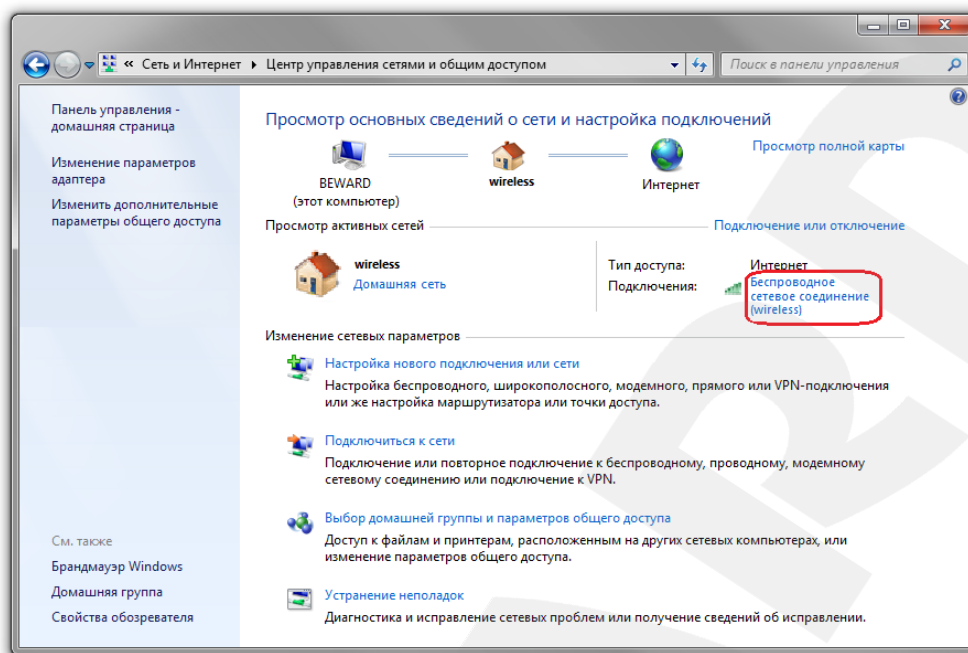 « Сеть и Интернет ▸ Центр управления сетями и общим доступом
Поиск в панели управления
Панель управления -
домашняя страница
Изменение параметров
адаптера
Изменить дополнительные
параметры общего доступа
См. также
Брандмауэр Windows
Домашняя группа
Свойства обозревателя
Просмотр основных сведений о сети и настройка подключений
Просмотр полной карты
BEWARD
(этот компьютер)
wireless
Интернет
Просмотр активных сетей
Подключение или отключение
wireless
Домашняя сеть
Тип доступа: Интернет
Подключения: Беспроводное
сетевое соединение
(wireless)
Изменение сетевых параметров
Настройка нового подключения или сети
Настройка беспроводного, широкополосного, модемного, прямого или VPN-подключения
или же настройка маршрутизатора или точки доступа.
Подключиться к сети
Подключение или повторное подключение к беспроводному, проводному, модемному
сетевому соединению или подключение к VPN.
Выбор домашней группы и параметров общего доступа
Доступ к файлам и принтерам, расположенным на других сетевых компьютерах, или
изменение параметров общего доступа.
Устранение неполадок
Диагностика и исправление сетевых проблем или получение сведений об исправлении.